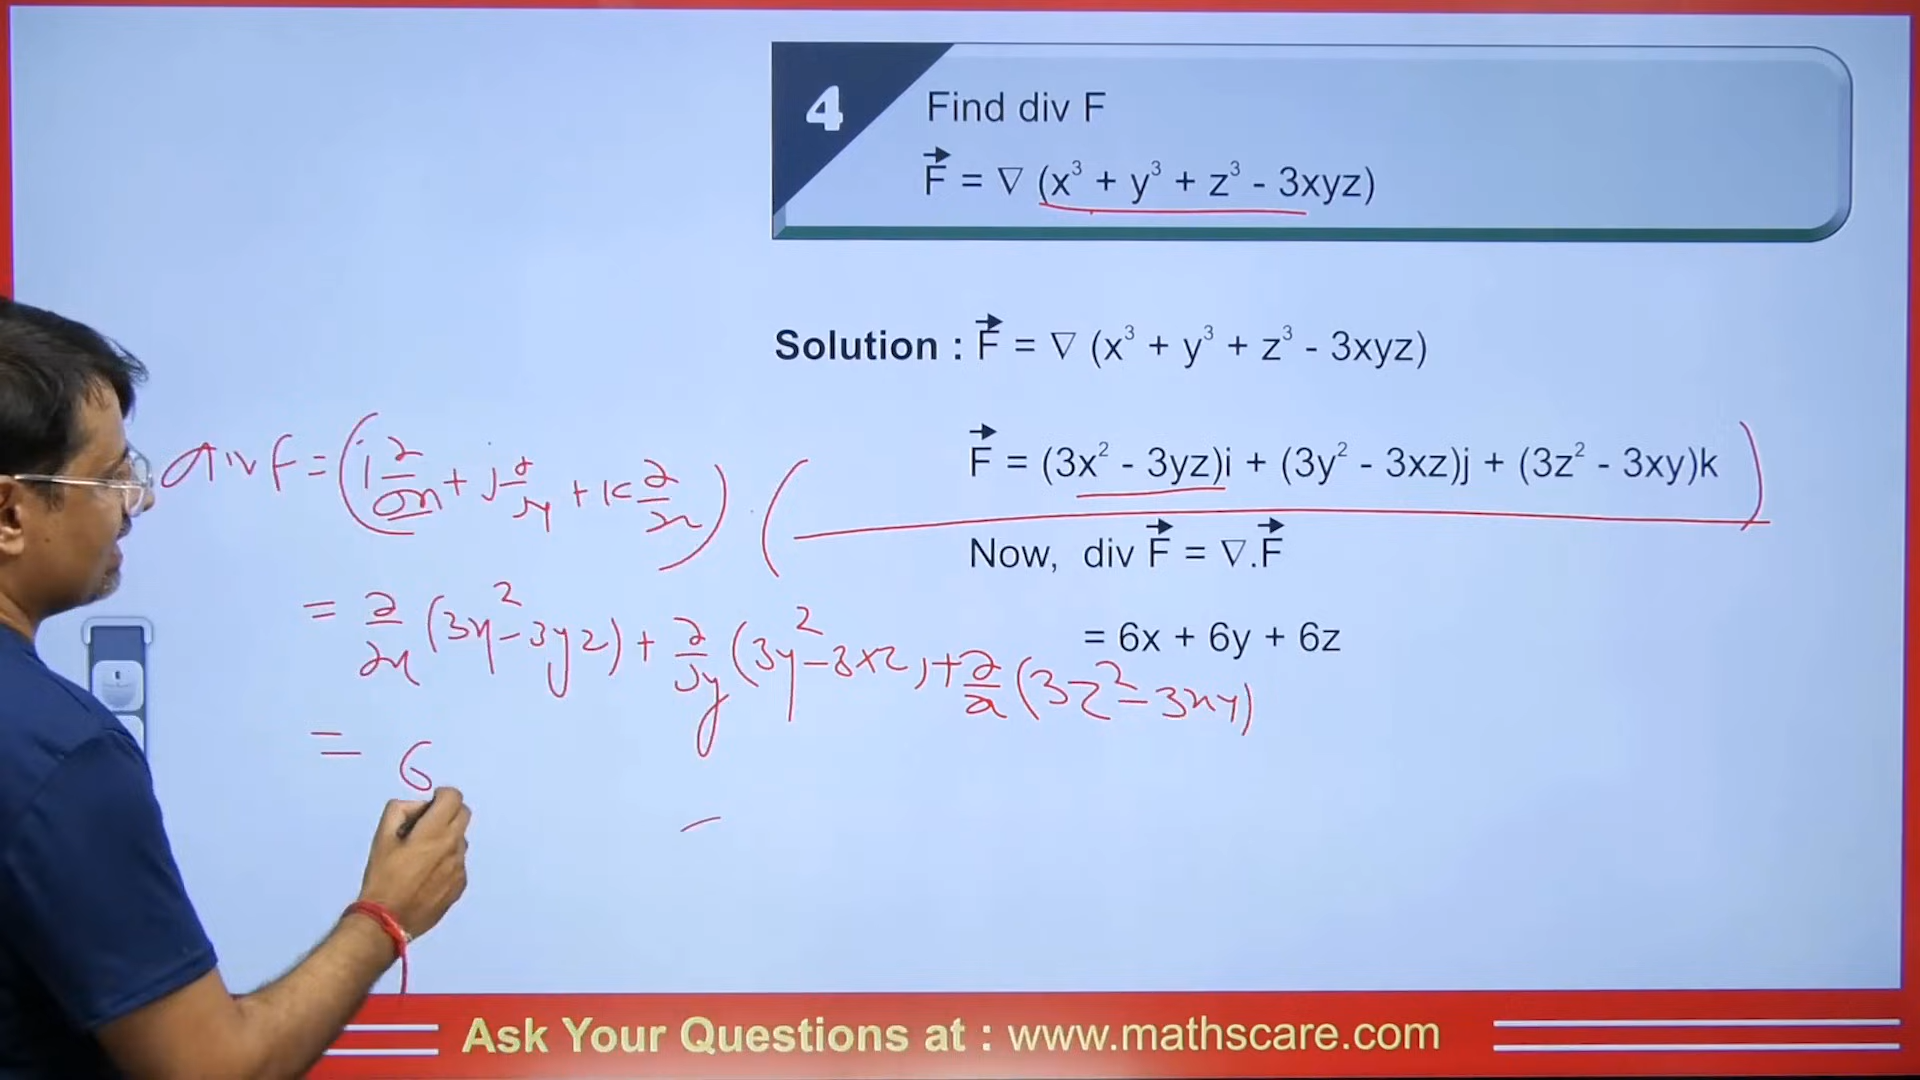 4
Find div F
F⃗ = ∇ (x³ + y³ + z³ - 3xyz)
Solution : F⃗ = ∇ (x³ + y³ + z³ - 3xyz)
F⃗ = (3x² - 3yz)i + (3y² - 3xz)j + (3z² - 3xy)k
Now, div F⃗ = ∇.F⃗
= 6x + 6y + 6z
div F = (i ∂/∂x + j ∂/∂y + k ∂/∂z) . (
)
= ∂/∂x (3x² - 3yz) + ∂/∂y (3y² - 3xz) + ∂/∂z (3z² - 3xy)
= 6
Ask Your Questions at : www.mathscare.com